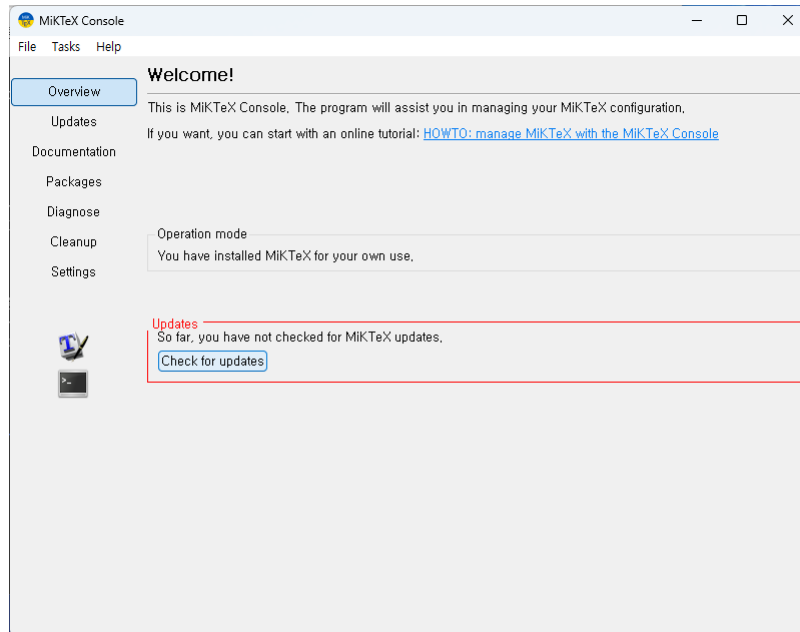 MiKTeX Console
File Tasks Help
Overview
Updates
Documentation
Packages
Diagnose
Cleanup
Settings
Welcome!
This is MiKTeX Console. The program will assist you in managing your MiKTeX configuration.
If you want, you can start with an online tutorial: HOWTO: manage MiKTeX with the MiKTeX Console
Operation mode
You have installed MiKTeX for your own use.
Updates
So far, you have not checked for MiKTeX updates.
Check for updates